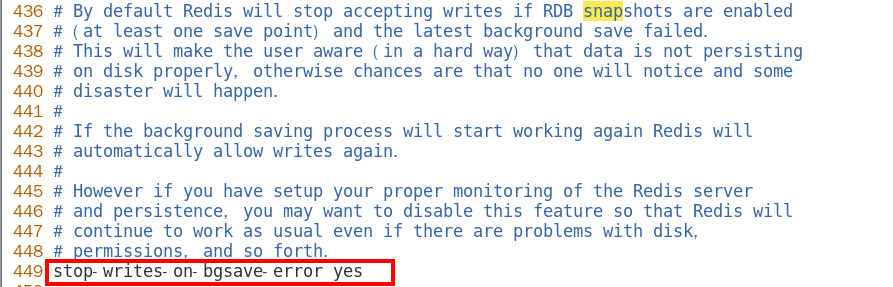 436 # By default Redis will stop accepting writes if RDB snapshots are enabled
437 # (at least one save point) and the latest background save failed.
438 # This will make the user aware (in a hard way) that data is not persisting
439 # on disk properly, otherwise chances are that no one will notice and some
440 # disaster will happen.
441 #
442 # If the background saving process will start working again Redis will
443 # automatically allow writes again.
444 #
445 # However if you have setup your proper monitoring of the Redis server
446 # and persistence, you may want to disable this feature so that Redis will
447 # continue to work as usual even if there are problems with disk,
448 # permissions, and so forth.
449 stop-writes-on-bgsave-error yes